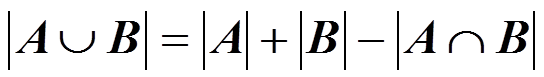 |A ∪ B| = |A| + |B| − |A ∩ B|